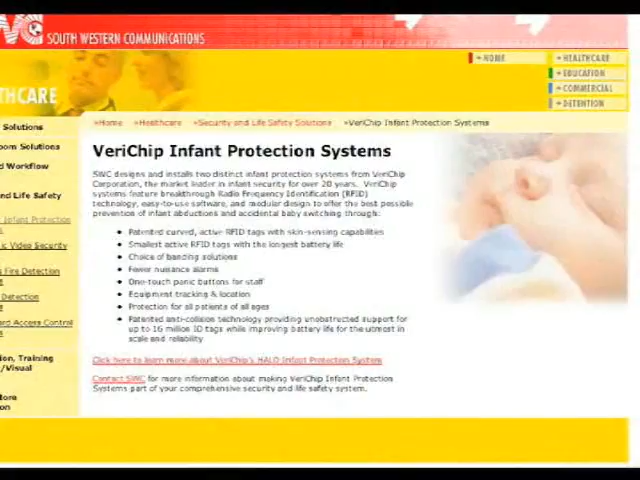 SOUTH WESTERN COMMUNICATIONS
HOME
HEALTHCARE
EDUCATION
COMMERCIAL
DETENTION
THCARE
»Home »Healthcare »Security and Life Safety Solutions »VeriChip Infant Protection Systems
Solutions
oom Solutions
d Workflow
nd Life Safety
Infant Protection
ic Video Security
Fire Detection
Detection
ard Access Control
ion, Training
/Visual
tore
on
VeriChip Infant Protection Systems
SWC designs and installs two distinct infant protection systems from VeriChip
Corporation, the market leader in infant security for over 20 years. VeriChip
systems feature breakthrough Radio Frequency Identification (RFID)
technology, easy-to-use software, and modular design to offer the best possible
prevention of infant abductions and accidental baby switching through:
Patented curved, active RFID tags with skin-sensing capabilities
Smallest active RFID tags with the longest battery life
Choice of banding solutions
Fewer nuisance alarms
One-touch panic buttons for staff
Equipment tracking & location
Protection for all patients of all ages
Patented anti-collision technology providing unobstructed support for
up to 16 million ID tags while improving battery life for the utmost in
scale and reliability
Click here to learn more about VeriChip's HALO Infant Protection System
Contact SWC for more information about making VeriChip Infant Protection
Systems part of your comprehensive security and life safety system.